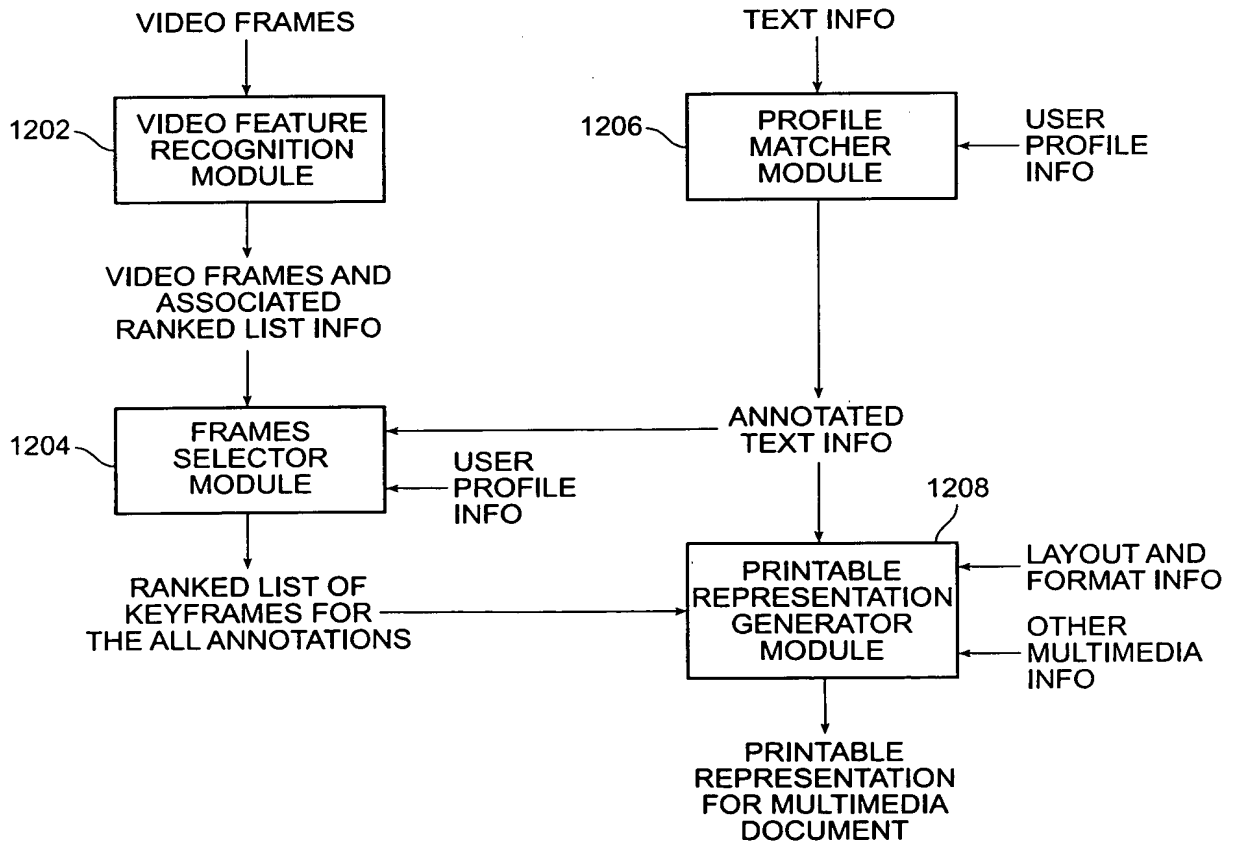 VIDEO FRAMES
TEXT INFO
1202
VIDEO FEATURE
RECOGNITION
MODULE
1206
PROFILE
MATCHER
MODULE
USER
PROFILE
INFO
VIDEO FRAMES AND
ASSOCIATED
RANKED LIST INFO
1204
FRAMES
SELECTOR
MODULE
USER
PROFILE
INFO
ANNOTATED
TEXT INFO
1208
RANKED LIST OF
KEYFRAMES FOR
THE ALL ANNOTATIONS
PRINTABLE
REPRESENTATION
GENERATOR
MODULE
LAYOUT AND
FORMAT INFO
OTHER
MULTIMEDIA
INFO
PRINTABLE
REPRESENTATION
FOR MULTIMEDIA
DOCUMENT